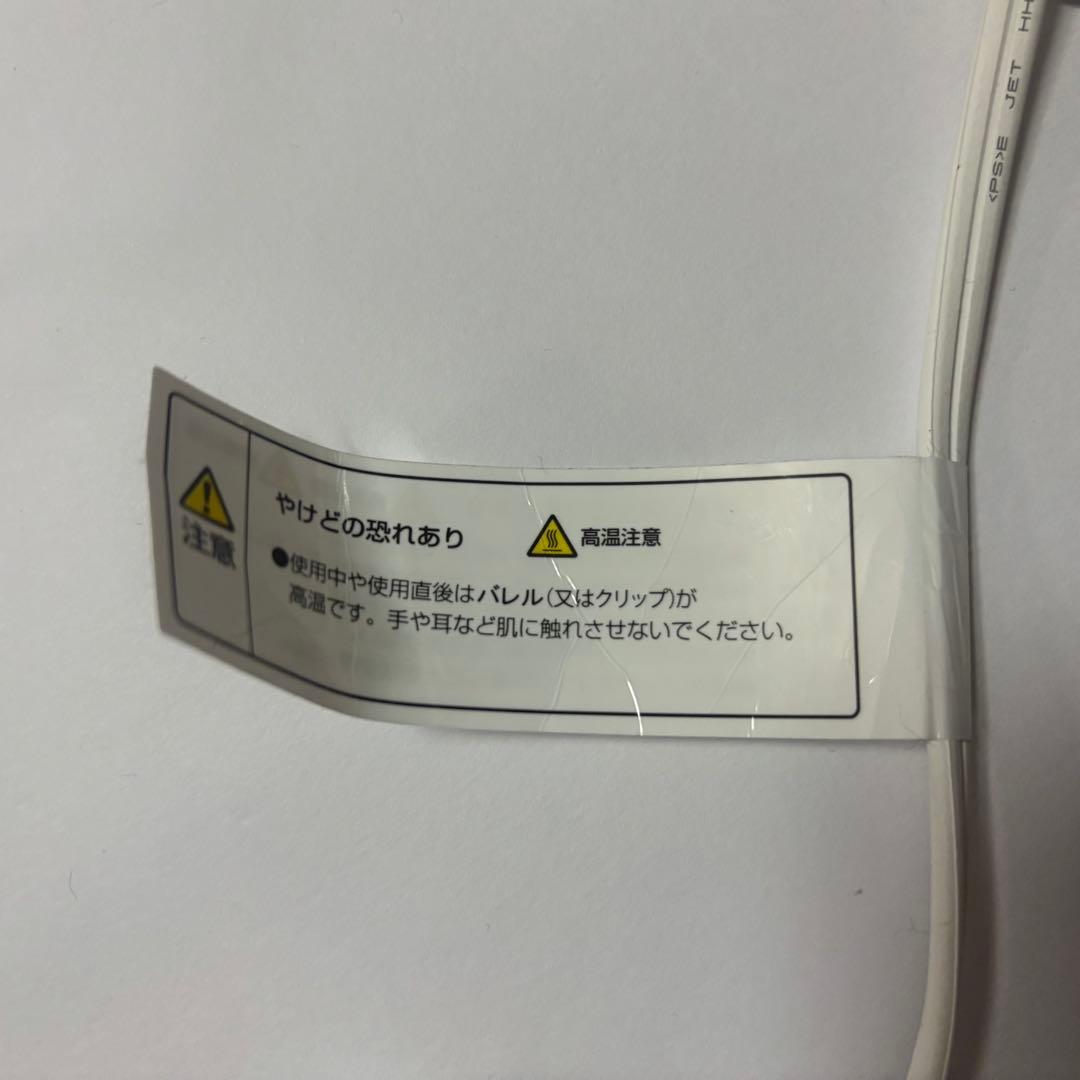 注意
やけどの恐れあり
高温注意
●使用中や使用直後はバレル(又はクリップ)が
高温です。手や耳など肌に触れさせないでください。
<PS>E JET HH